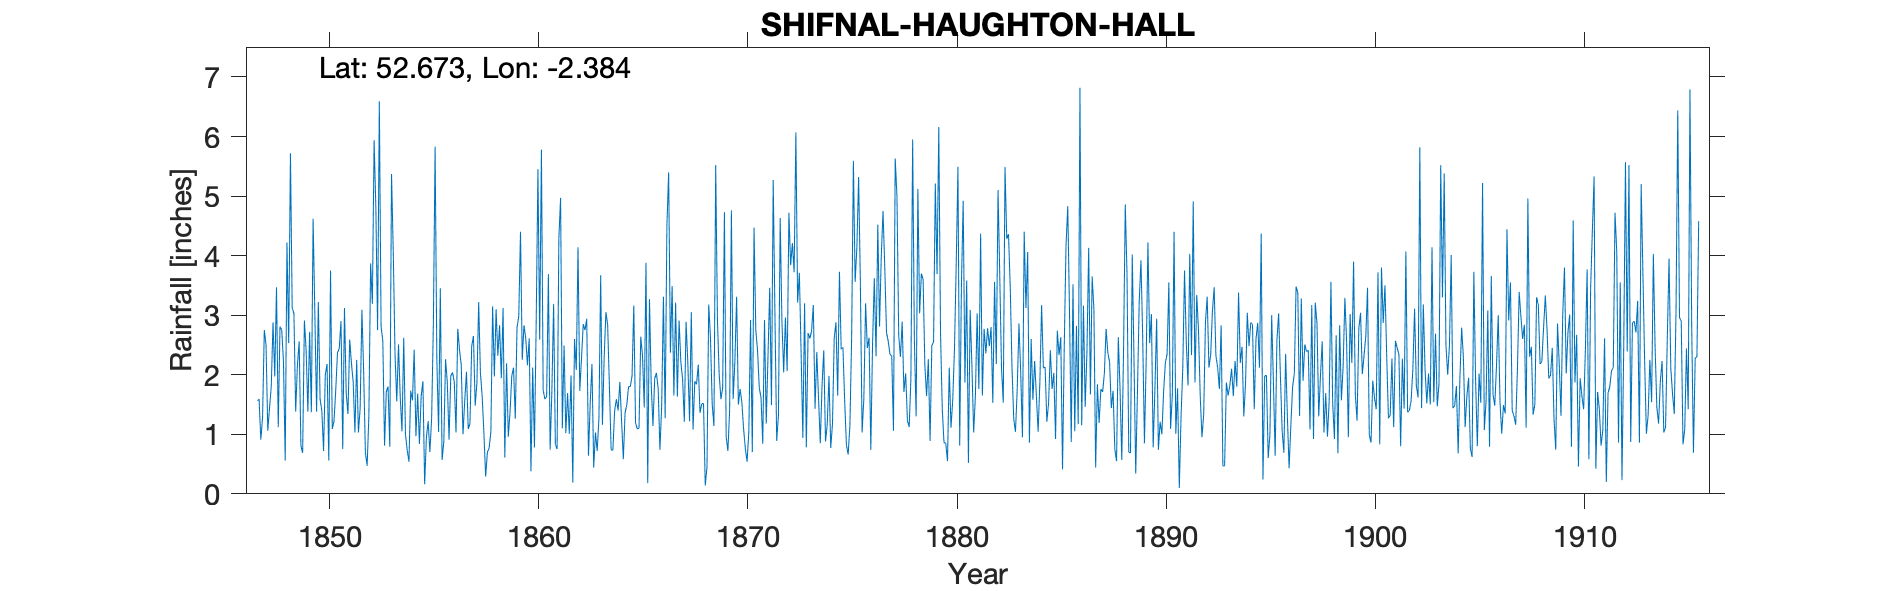 SHIFNAL-HAUGHTON-HALL
Lat: 52.673, Lon: -2.384
7
6
5
4
3
2
1
0
Rainfall [inches]
1850 1860 1870 1880 1890 1900 1910
Year